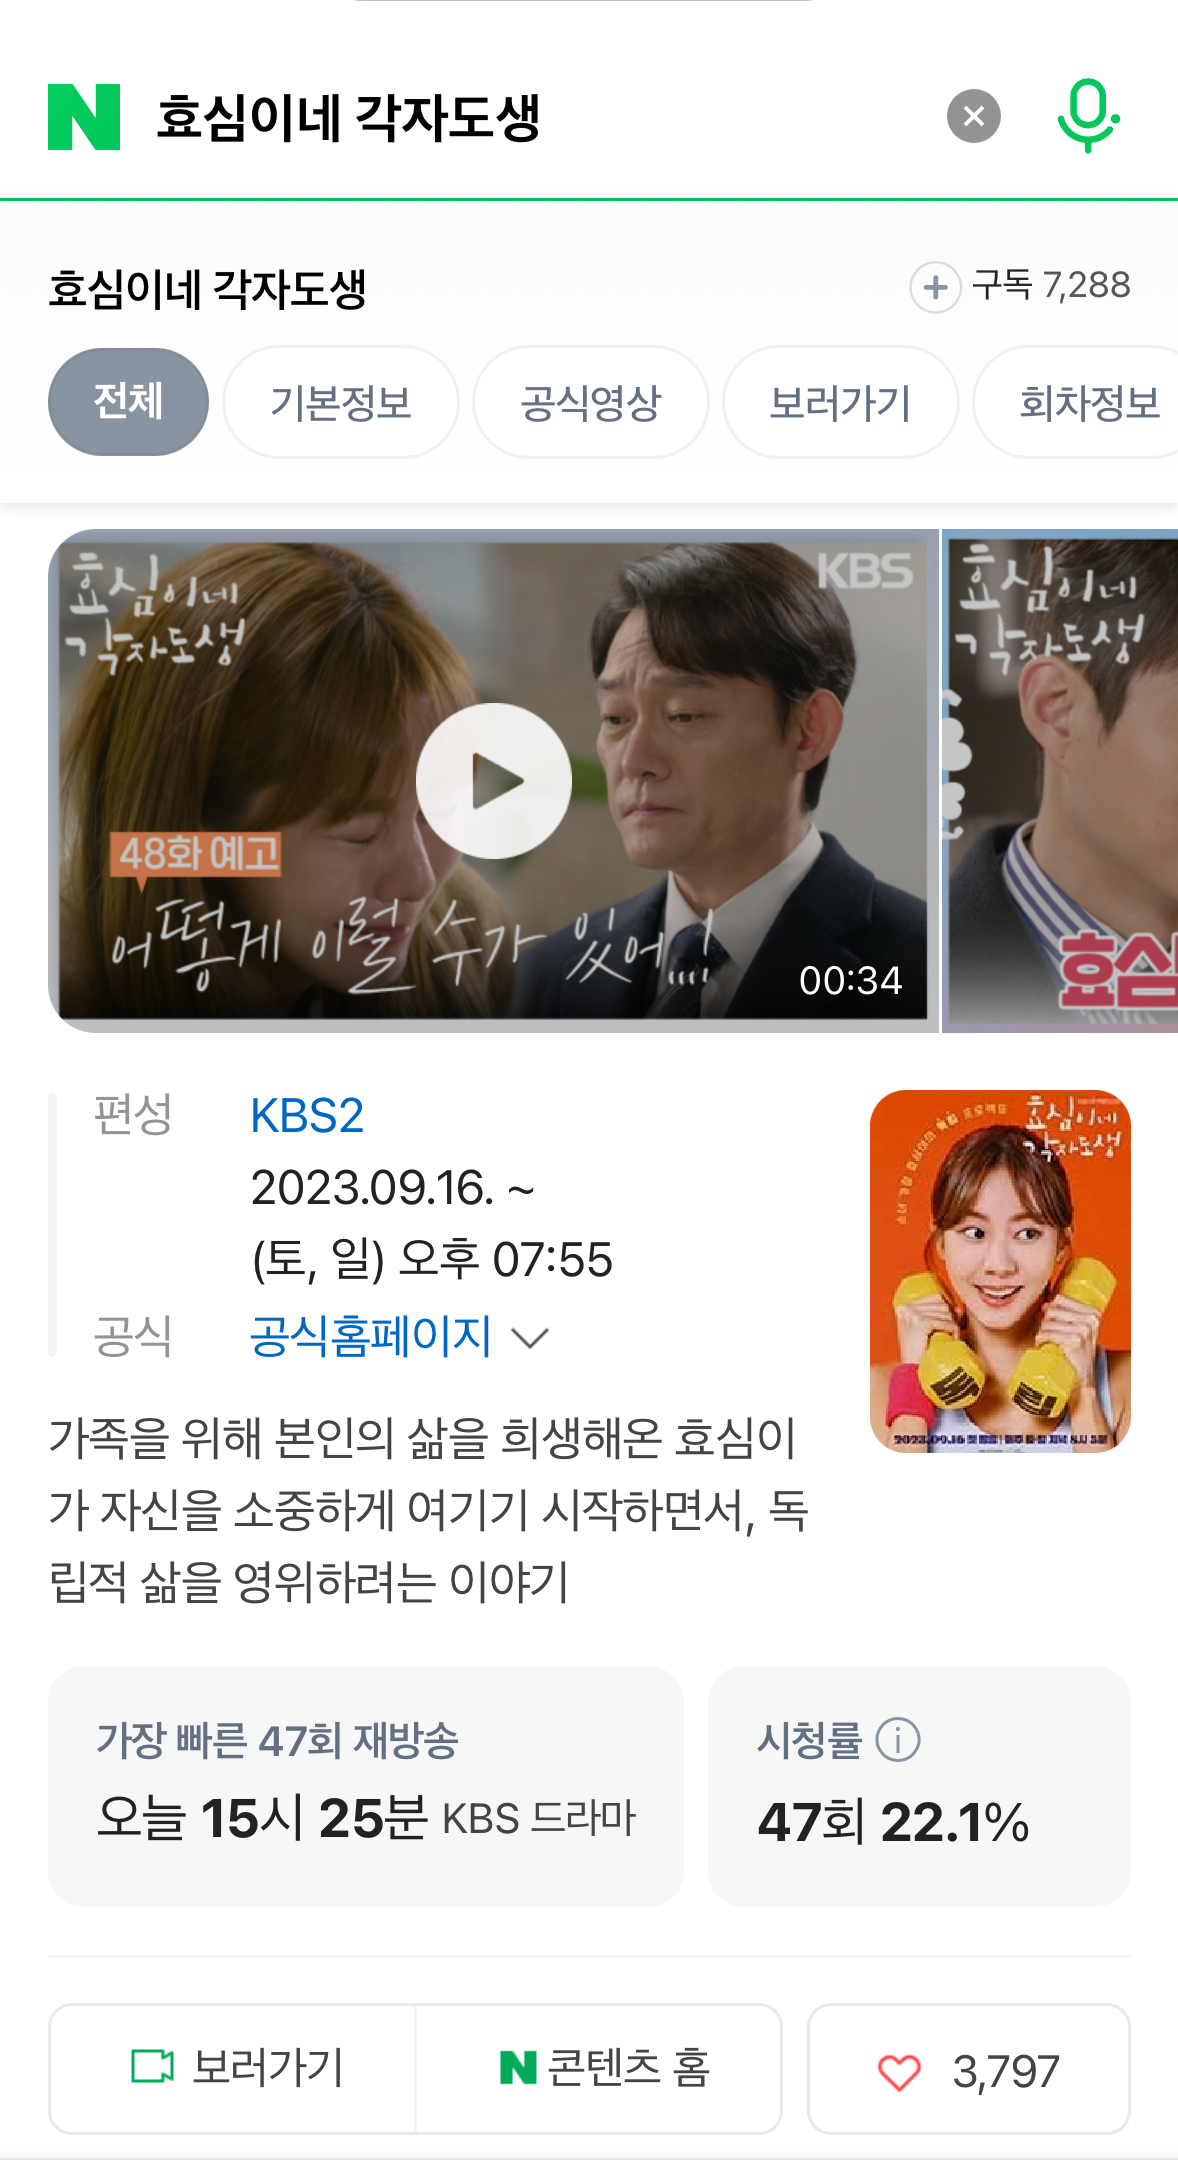 효심이네 각자도생
효심이네 각자도생
구독 7,288
전체
기본정보
공식영상
보러가기
회차정보
효심이네
각자도생
KBS
48화 예고
어떻게 이럴 수가 있어...!
00:34
효심이네
각자도생
효심
편성
KBS2
2023.09.16. ~
(토, 일) 오후 07:55
공식
공식홈페이지
효심이네
각자도생
가족을 위해 본인의 삶을 희생해온 효심이
가 자신을 소중하게 여기기 시작하면서, 독
립적 삶을 영위하려는 이야기
가장 빠른 47회 재방송
오늘 15시 25분 KBS 드라마
시청률
47회 22.1%
보러가기
N 콘텐츠 홈
3,797